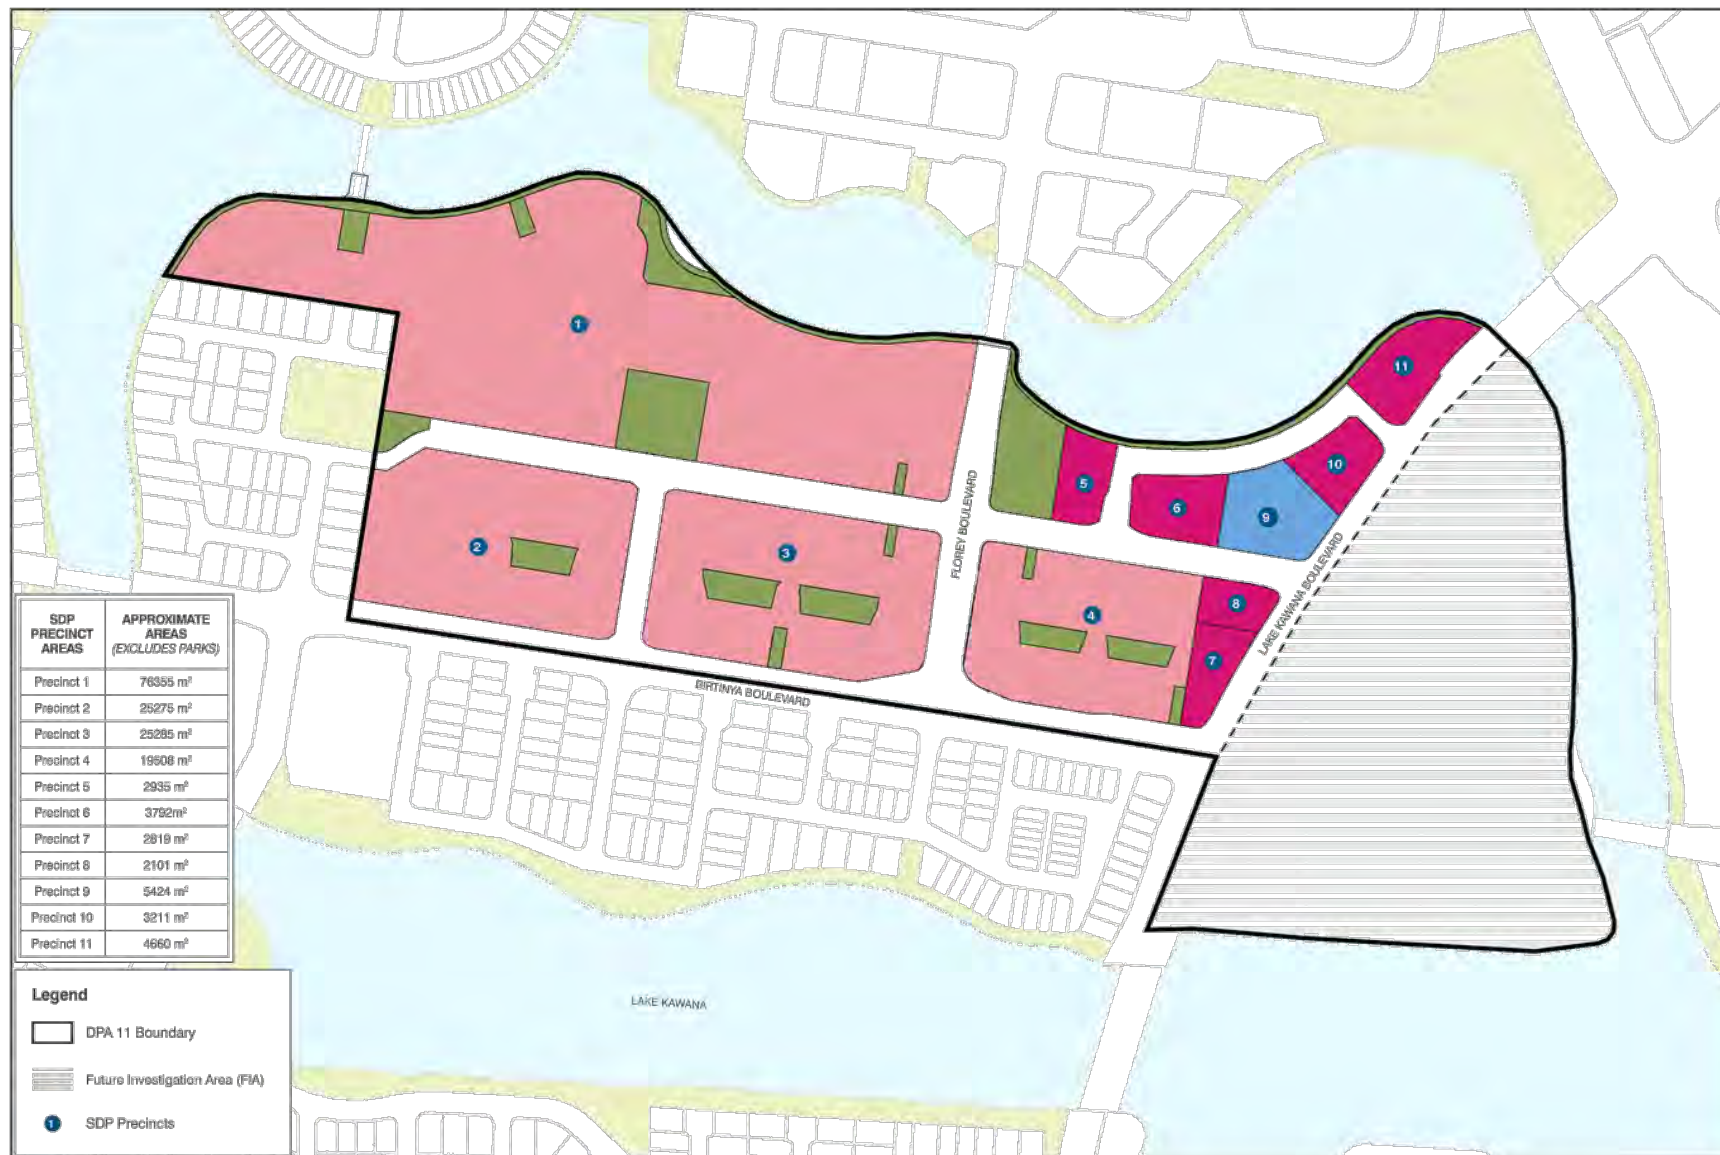 1
11
10
5
6
9
2
3
4
8
7
FLOREY BOULEVARD
LAKE KAWANA BOULEVARD
BIRTINYA BOULEVARD
LAKE KAWANA
SDP PRECINCT AREAS APPROXIMATE AREAS (EXCLUDES PARKS)
Precinct 1 76355 m²
Precinct 2 25275 m²
Precinct 3 25285 m²
Precinct 4 19508 m²
Precinct 5 2935 m²
Precinct 6 3792m²
Precinct 7 2819 m²
Precinct 8 2101 m²
Precinct 9 5424 m²
Precinct 10 3211 m²
Precinct 11 4660 m²
Legend
DPA 11 Boundary
Future Investigation Area (FIA)
1 SDP Precincts